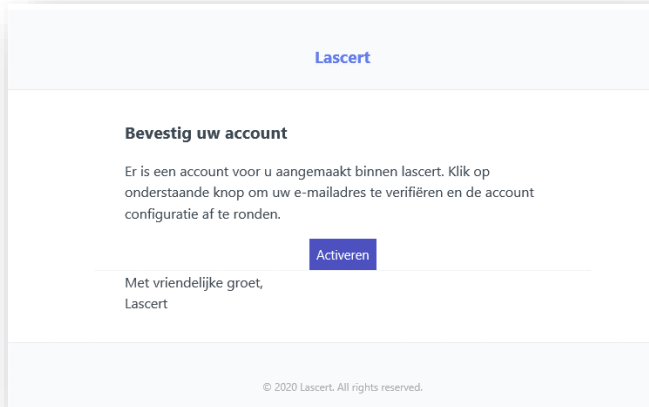 Lascert
Bevestig uw account
Er is een account voor u aangemaakt binnen lascert. Klik op
onderstaande knop om uw e-mailadres te verifiëren en de account
configuratie af te ronden.
Activeren
Met vriendelijke groet,
Lascert
© 2020 Lascert. All rights reserved.